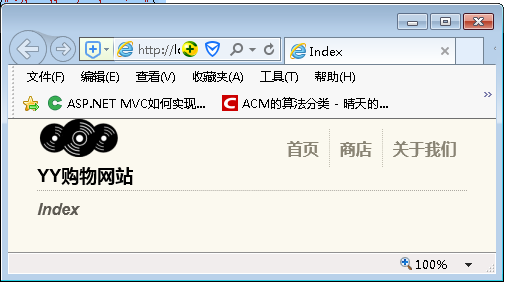 http://lo
Index
文件(F) 编辑(E) 查看(V) 收藏夹(A) 工具(T) 帮助(H)
ASP.NET MVC如何实现... ACM的算法分类 - 晴天的...
首页 商店 关于我们
YY购物网站
Index
100%